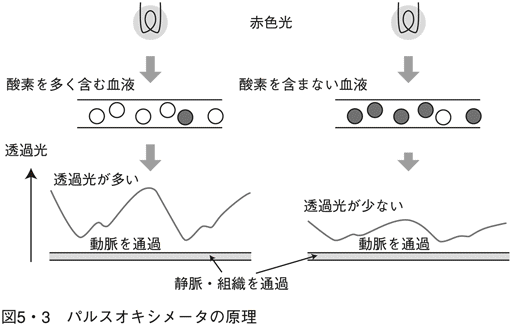 赤色光
酸素を多く含む血液
酸素を含まない血液
透過光
透過光が多い
透過光が少ない
動脈を通過
動脈を通過
静脈・組織を通過
図5・3 パルスオキシメータの原理